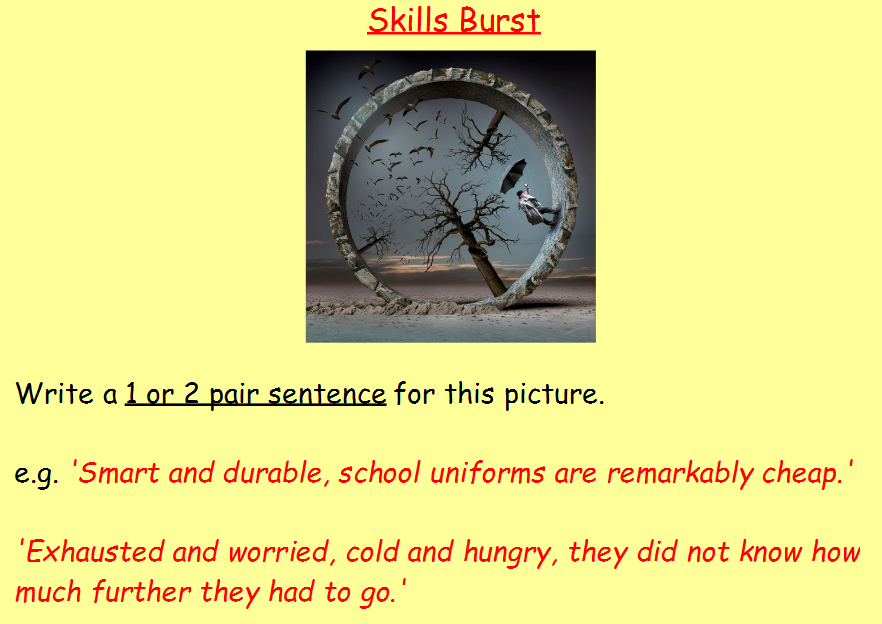 Skills Burst
Write a 1 or 2 pair sentence for this picture.
e.g. 'Smart and durable, school uniforms are remarkably cheap.'
'Exhausted and worried, cold and hungry, they did not know how
much further they had to go.'